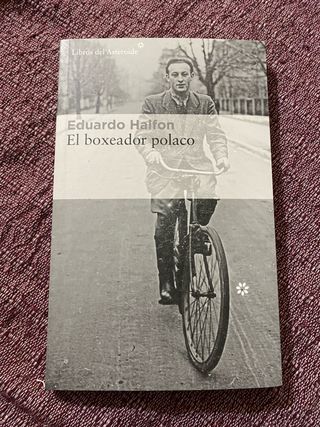 Libros del Asteroide
Eduardo Halfon
El boxeador polaco